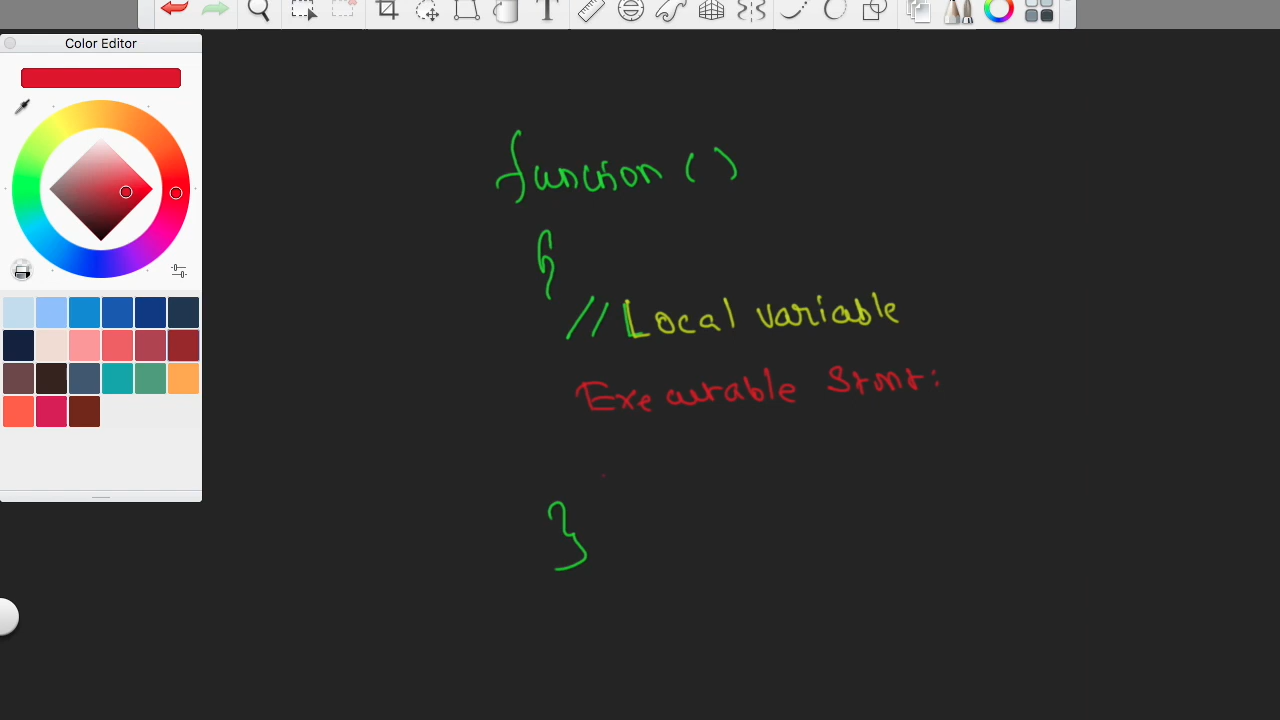 Color Editor
function ()
{
// Local variable
Executable Stmt:
}